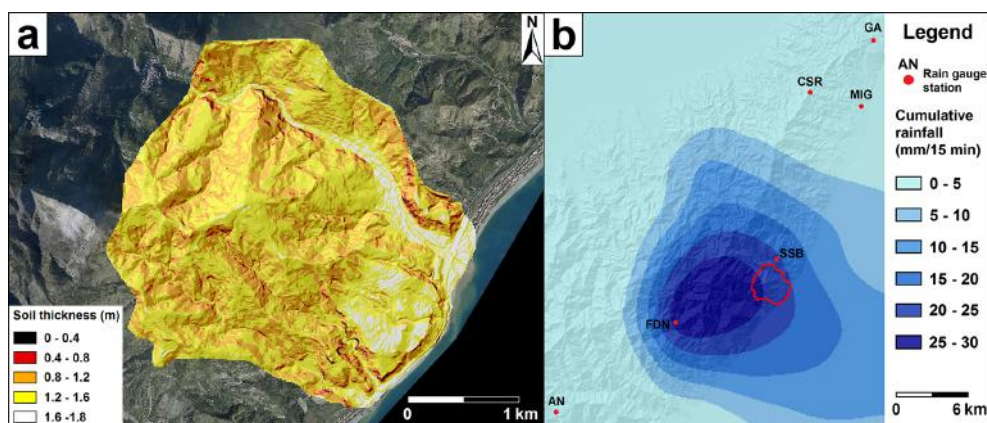 a
N
Soil thickness (m)
0 - 0.4
0.4 - 0.8
0.8 - 1.2
1.2 - 1.6
1.6 -1.8
0 1 km
b
GA
CSR
MIG
SSB
FDN
AN
Legend
AN
Rain gauge
station
Cumulative
rainfall
(mm/15 min)
0 - 5
5 - 10
10 - 15
15 - 20
20 - 25
25 - 30
0 6 km